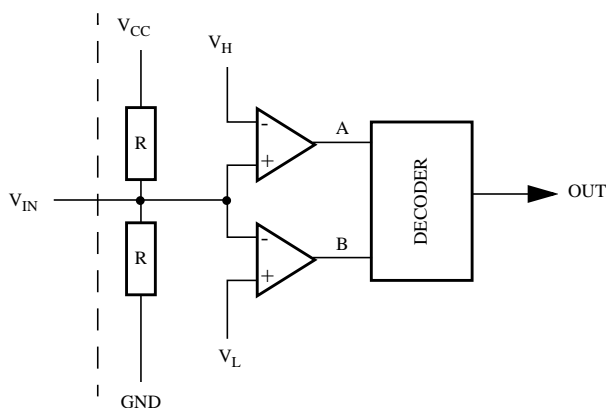 V_CC
V_H
-
A
R
+
V_IN
DECODER
OUT
R
-
B
+
V_L
GND